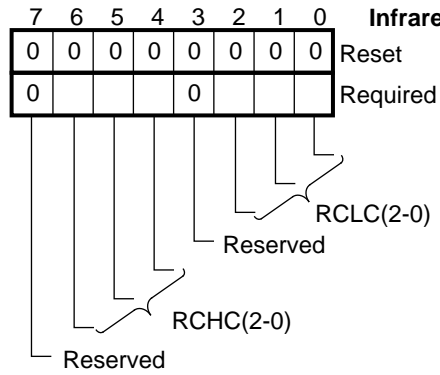 7 6 5 4 3 2 1 0 Infrare
0 0 0 0 0 0 0 0 Reset
0 0 Required
RCLC(2-0)
Reserved
RCHC(2-0)
Reserved